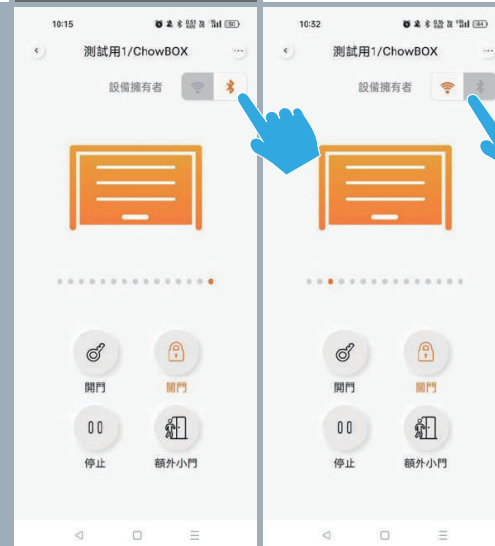 10:15
測試用1/ChowBOX
設備擁有者
開門
關門
停止
額外小門
10:32
測試用1/ChowBOX
設備擁有者
開門
關門
停止
額外小門